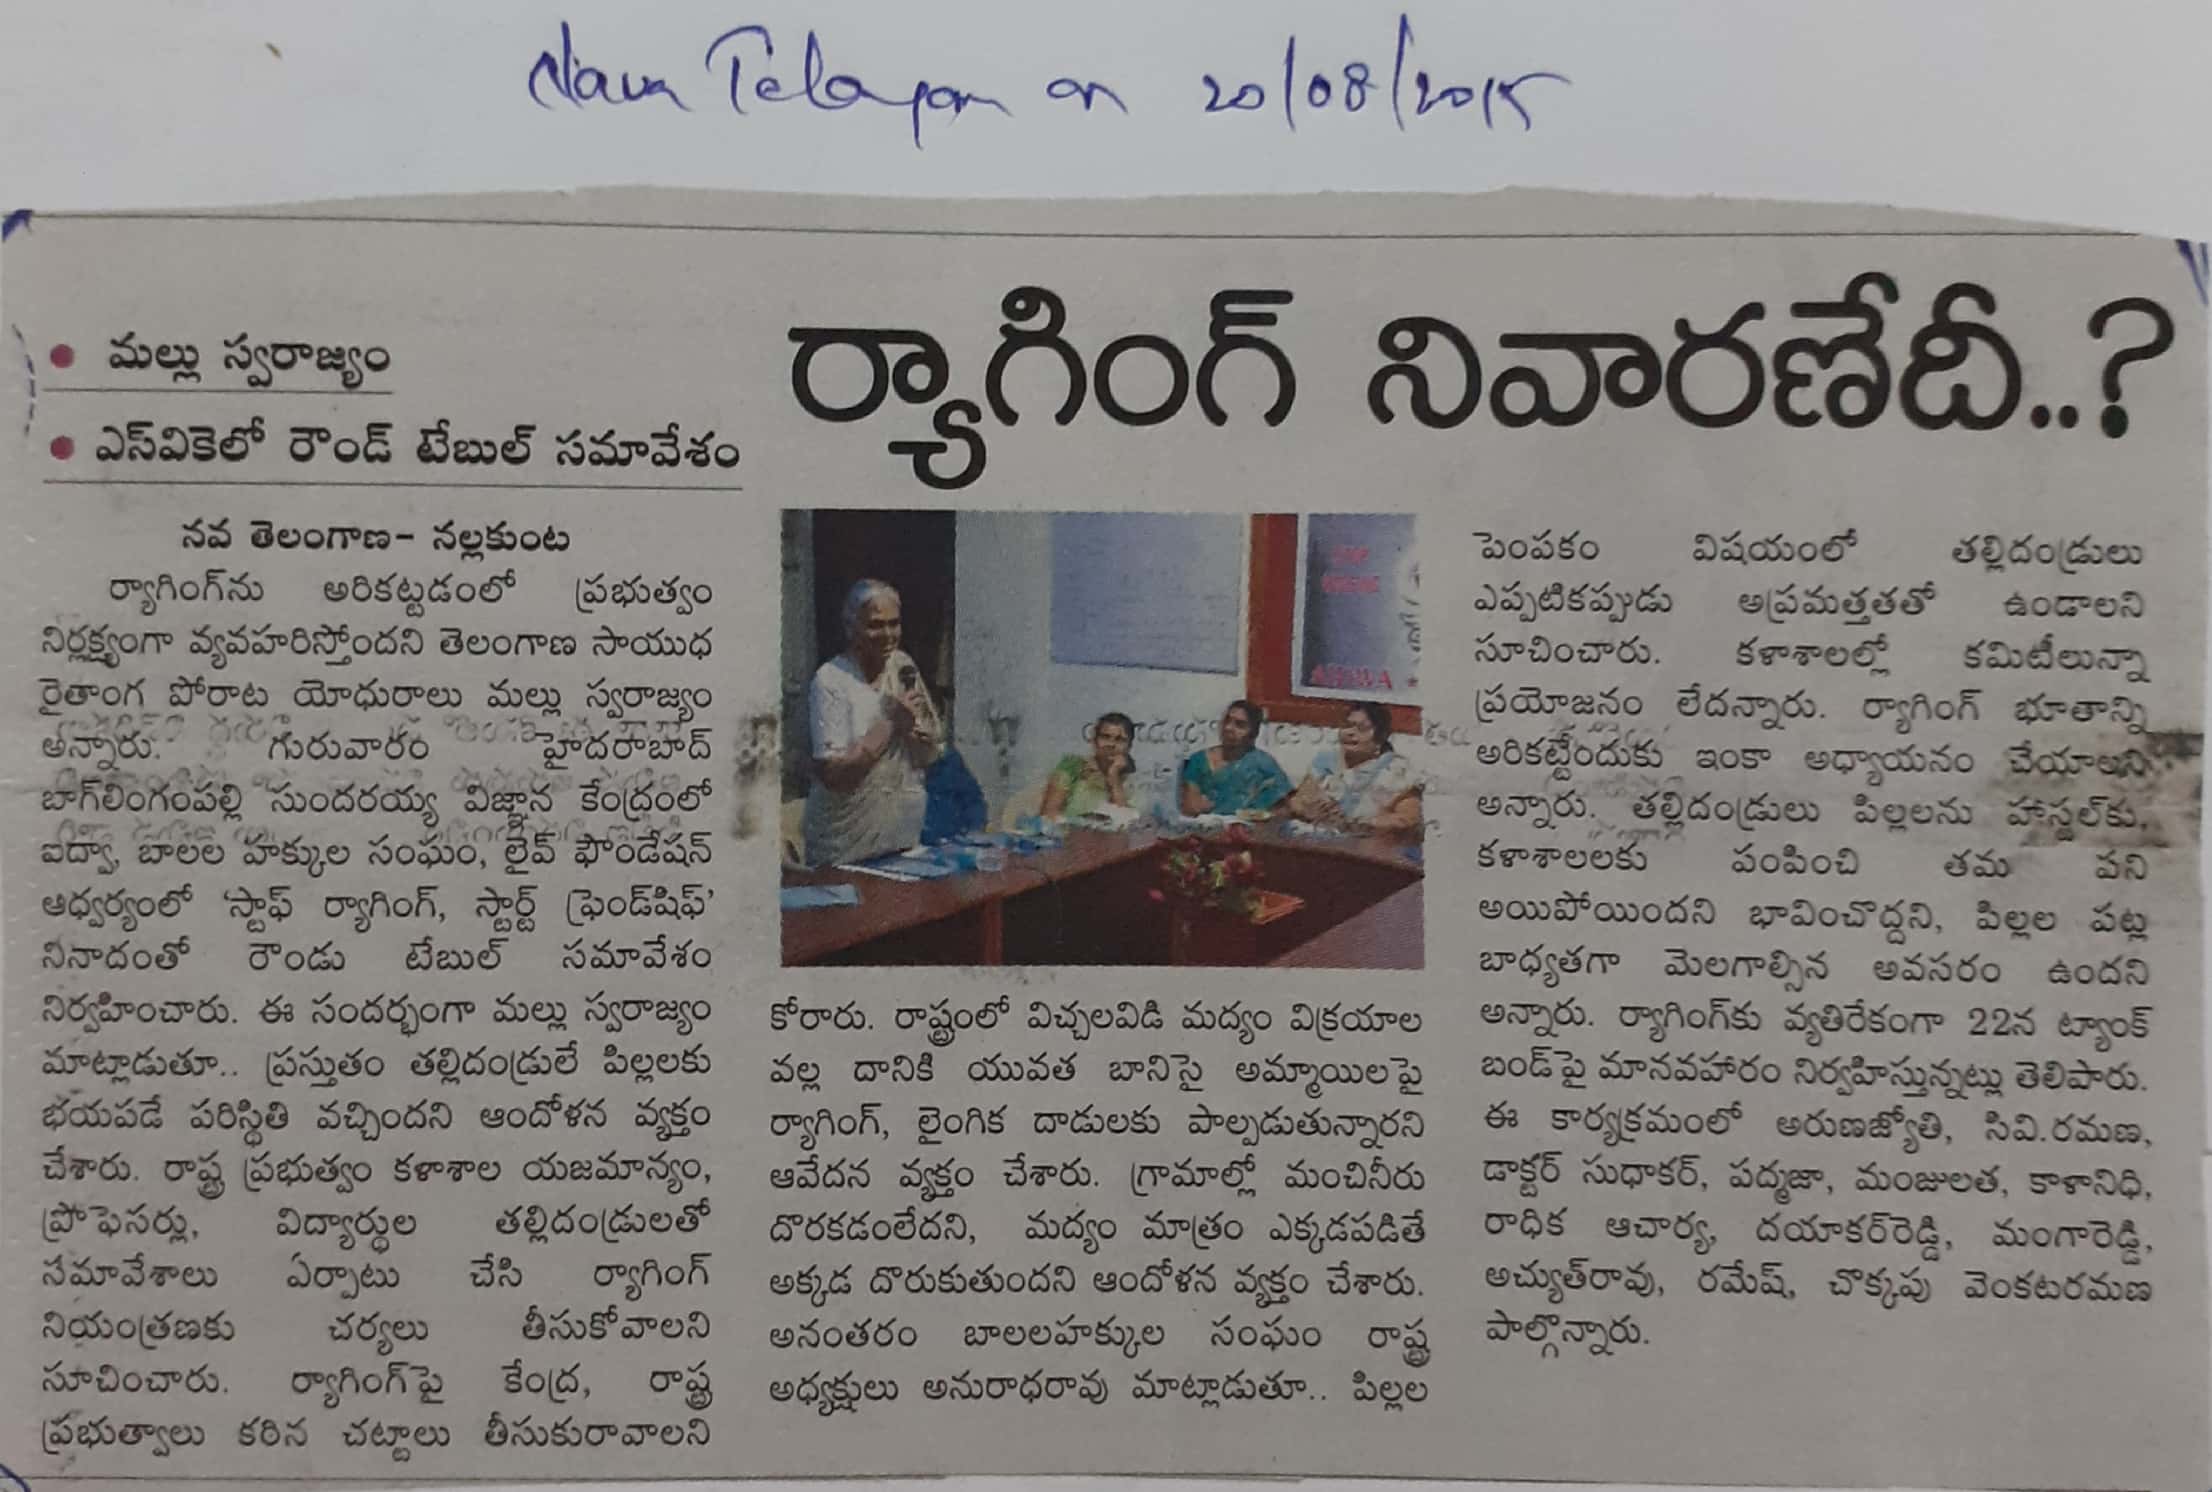 Nava Telangana on 20/08/2015
ర్యాగింగ్ నివారణేదీ..?
• మల్లు స్వరాజ్యం
• ఎస్‌వికెలో రౌండ్ టేబుల్ సమావేశం
నవ తెలంగాణ- నల్లకుంట
ర్యాగింగ్‌ను అరికట్టడంలో ప్రభుత్వం
నిర్లక్ష్యంగా వ్యవహరిస్తోందని తెలంగాణ సాయుధ
రైతాంగ పోరాట యోధురాలు మల్లు స్వరాజ్యం
అన్నారు. గురువారం హైదరాబాద్
బాగ్‌లింగంపల్లి సుందరయ్య విజ్ఞాన కేంద్రంలో
ఐద్వా, బాలల హక్కుల సంఘం, లైవ్ ఫౌండేషన్
ఆధ్వర్యంలో ‘స్టాఫ్ ర్యాగింగ్, స్టార్ట్ ఫ్రెండ్‌షిఫ్’
నినాదంతో రౌండు టేబుల్ సమావేశం
నిర్వహించారు. ఈ సందర్భంగా మల్లు స్వరాజ్యం
మాట్లాడుతూ.. ప్రస్తుతం తల్లిదండ్రులే పిల్లలకు
భయపడే పరిస్థితి వచ్చిందని ఆందోళన వ్యక్తం
చేశారు. రాష్ట్ర ప్రభుత్వం కళాశాల యజమాన్యం,
ప్రొఫెసర్లు, విద్యార్థుల తల్లిదండ్రులతో
సమావేశాలు ఏర్పాటు చేసి ర్యాగింగ్
నియంత్రణకు చర్యలు తీసుకోవాలని
సూచించారు. ర్యాగింగ్‌పై కేంద్ర, రాష్ట్ర
ప్రభుత్వాలు కఠిన చట్టాలు తీసుకురావాలని
కోరారు. రాష్ట్రంలో విచ్చలవిడి మద్యం విక్రయాల
వల్ల దానికి యువత బానిసై అమ్మాయిలపై
ర్యాగింగ్, లైంగిక దాడులకు పాల్పడుతున్నారని
ఆవేదన వ్యక్తం చేశారు. గ్రామాల్లో మంచినీరు
దొరకడంలేదని, మద్యం మాత్రం ఎక్కడపడితే
అక్కడ దొరుకుతుందని ఆందోళన వ్యక్తం చేశారు.
అనంతరం బాలలహక్కుల సంఘం రాష్ట్ర
అధ్యక్షులు అనురాధరావు మాట్లాడుతూ.. పిల్లల
పెంపకం విషయంలో తల్లిదండ్రులు
ఎప్పటికప్పుడు అప్రమత్తతతో ఉండాలని
సూచించారు. కళాశాలల్లో కమిటీలున్నా
ప్రయోజనం లేదన్నారు. ర్యాగింగ్ భూతాన్ని
అరికట్టేందుకు ఇంకా అధ్యాయనం చేయాలని
అన్నారు. తల్లిదండ్రులు పిల్లలను హాస్టల్‌కు,
కళాశాలలకు పంపించి తమ పని
అయిపోయిందని భావించొద్దని, పిల్లల పట్ల
బాధ్యతగా మెలగాల్సిన అవసరం ఉందని
అన్నారు. ర్యాగింగ్‌కు వ్యతిరేకంగా 22న ట్యాంక్
బండ్‌పై మానవహారం నిర్వహిస్తున్నట్లు తెలిపారు.
ఈ కార్యక్రమంలో అరుణజ్యోతి, సివి.రమణ,
డాక్టర్ సుధాకర్, పద్మజా, మంజులత, కాళానిధి,
రాధిక ఆచార్య, దయాకర్‌రెడ్డి, మంగారెడ్డి,
అచ్యుత్‌రావు, రమేష్, చొక్కపు వెంకటరమణ
పాల్గొన్నారు.